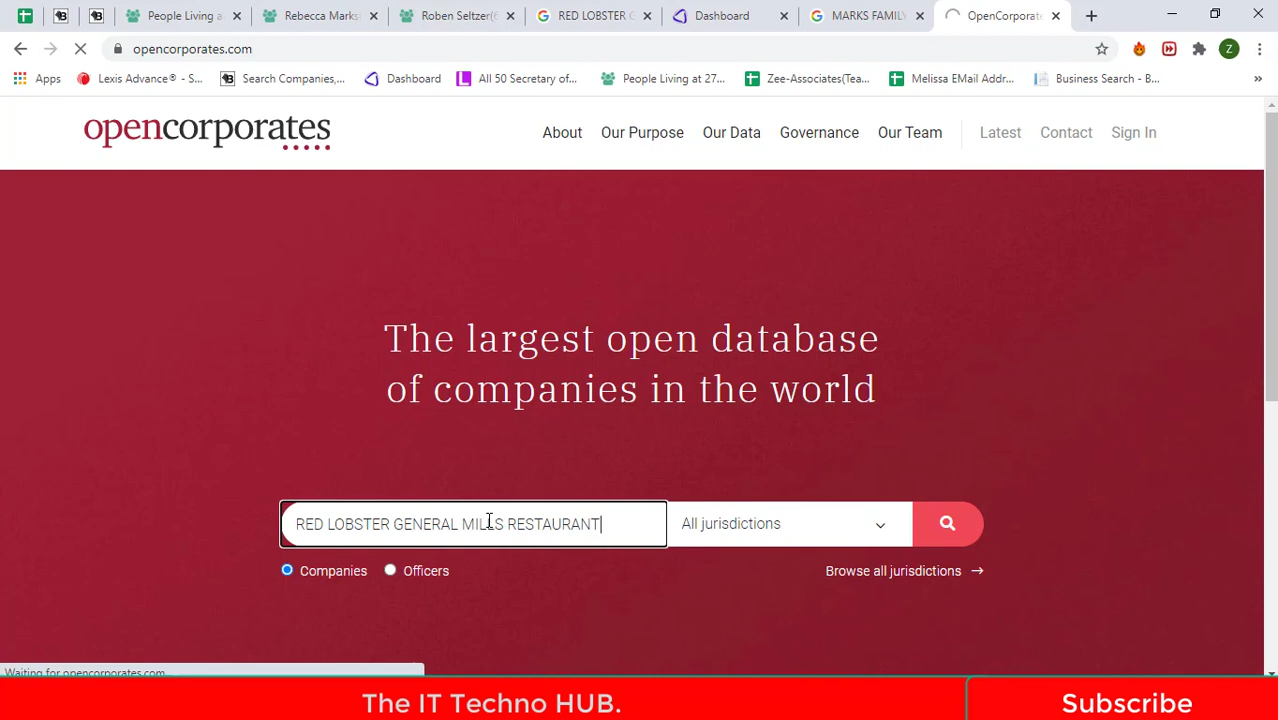 People Living a
Rebecca Marks
Roben Seltzer(6
RED LOBSTER G
Dashboard
MARKS FAMILY
OpenCorporate
opencorporates.com
Z
Apps
Lexis Advance® - S...
Search Companies,...
Dashboard
All 50 Secretary of...
People Living at 27...
Zee-Associates(Tea...
Melissa EMail Addr...
Business Search - B...
»
opencorporates
About
Our Purpose
Our Data
Governance
Our Team
Latest
Contact
Sign In
The largest open database
of companies in the world
RED LOBSTER GENERAL MILLS RESTAURANT
All jurisdictions
Companies
Officers
Browse all jurisdictions →
Waiting for opencorporates.com...
The IT Techno HUB.
Subscribe